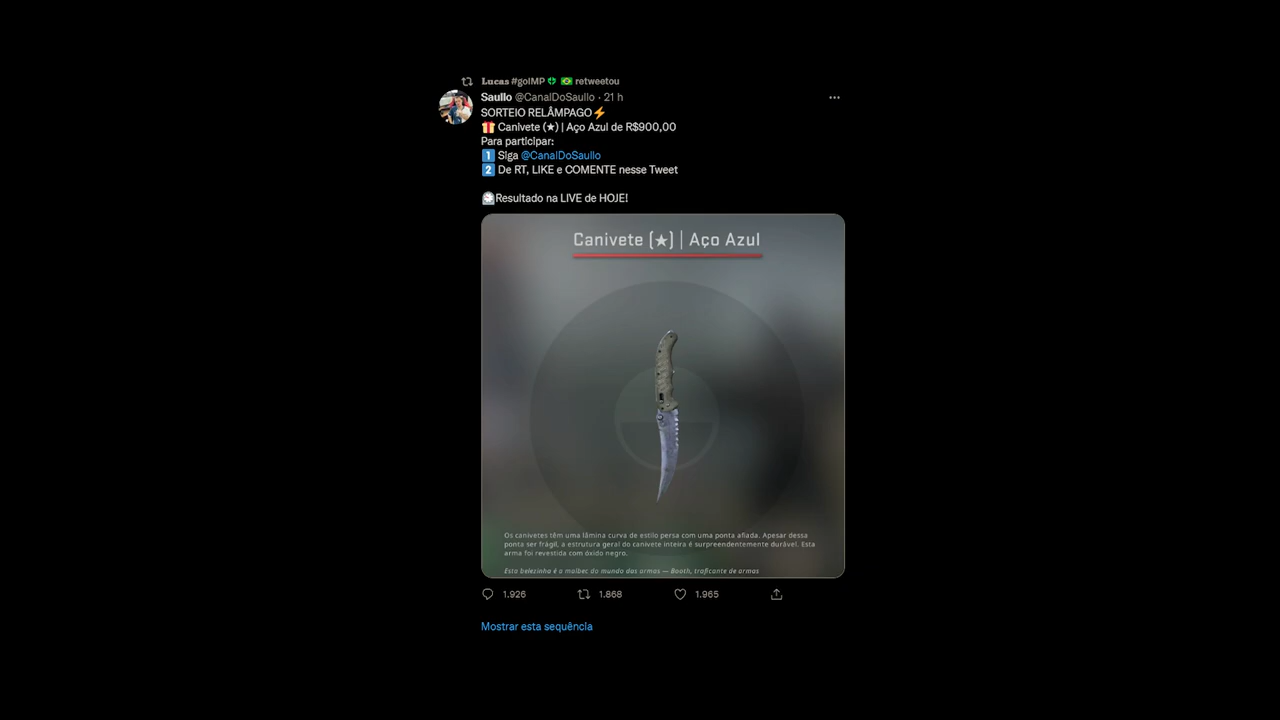 Lucas #goIMP 🇧🇷 retweetou
Saullo @CanalDoSaullo · 21 h
SORTEIO RELÂMPAGO⚡
🎁 Canivete (★) | Aço Azul de R$900,00
Para participar:
1️⃣ Siga @CanalDoSaullo
2️⃣ De RT, LIKE e COMENTE nesse Tweet
🕐Resultado na LIVE de HOJE!
Canivete (★) | Aço Azul
Os canivetes têm uma lâmina curva de estilo persa com uma ponta afiada. Apesar dessa
ponta ser frágil, a estrutura geral do canivete inteira é surpreendentemente durável. Esta
arma foi revestida com óxido negro.
Esta belezinha é o malbec do mundo das armas — Booth, traficante de armas
1.926 1.868 1.965
Mostrar esta sequência